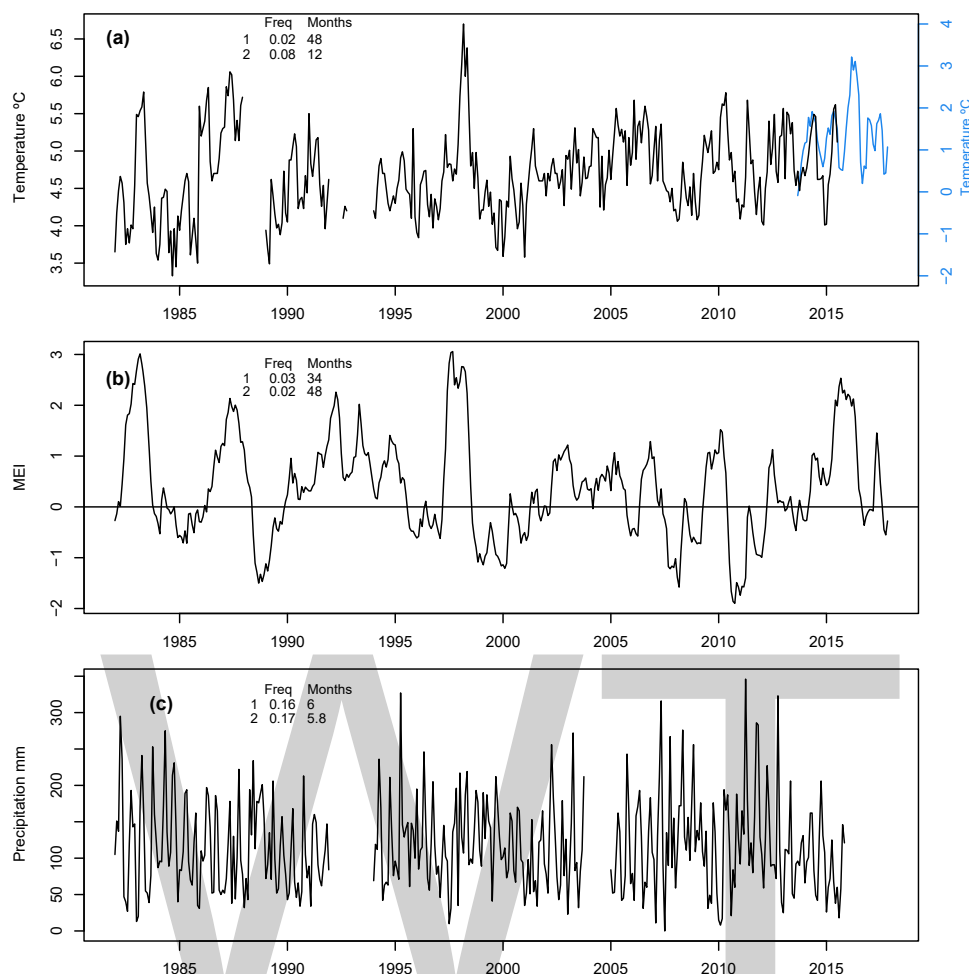 (a)
Freq Months
1 0.02 48
2 0.08 12
Temperature ºC
6.5
6.0
5.5
5.0
4.5
4.0
3.5
4
3
2
1
0
−1
−2
Temperature ºC
1985 1990 1995 2000 2005 2010 2015
(b)
Freq Months
1 0.03 34
2 0.02 48
MEI
3
2
1
0
−1
−2
1985 1990 1995 2000 2005 2010 2015
(c)
Freq Months
1 0.16 6
2 0.17 5.8
Precipitation mm
300
200
150
100
50
0
1985 1990 1995 2000 2005 2010 2015